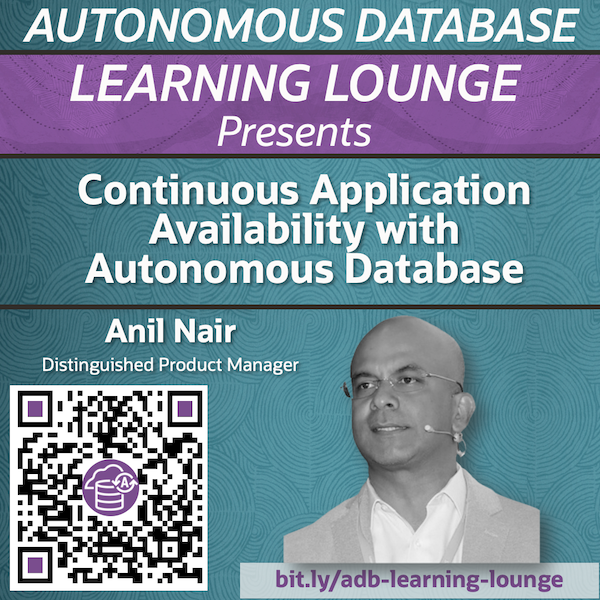 AUTONOMOUS DATABASE
LEARNING LOUNGE
Presents
Continuous Application
Availability with
Autonomous Database
Anil Nair
Distinguished Product Manager
A
bit.ly/adb-learning-lounge